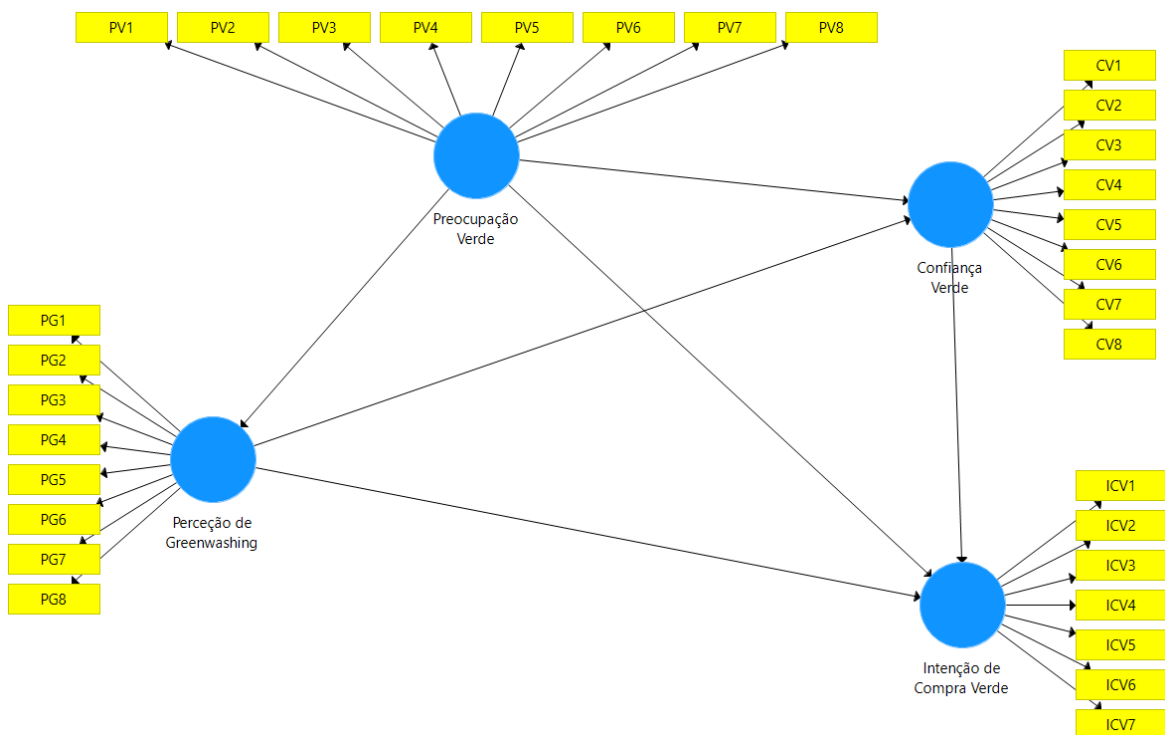 PV1
PV2
PV3
PV4
PV5
PV6
PV7
PV8
Preocupação
Verde
CV1
CV2
CV3
CV4
CV5
CV6
CV7
CV8
Confiança
Verde
PG1
PG2
PG3
PG4
PG5
PG6
PG7
PG8
Perceção de
Greenwashing
ICV1
ICV2
ICV3
ICV4
ICV5
ICV6
ICV7
Intenção de
Compra Verde